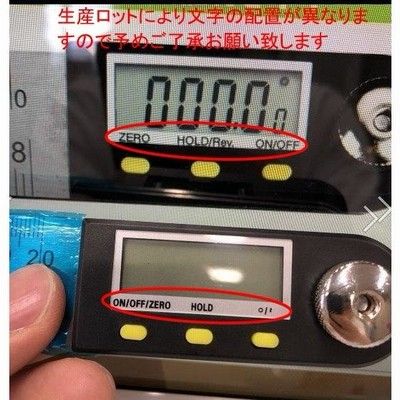 生産ロットにより文字の配置が異なりま
すので予めご了承お願い致します
000.0°
ZERO HOLD/Rev. ON/OFF
0
8
20
ON/OFF/ZERO HOLD °/'